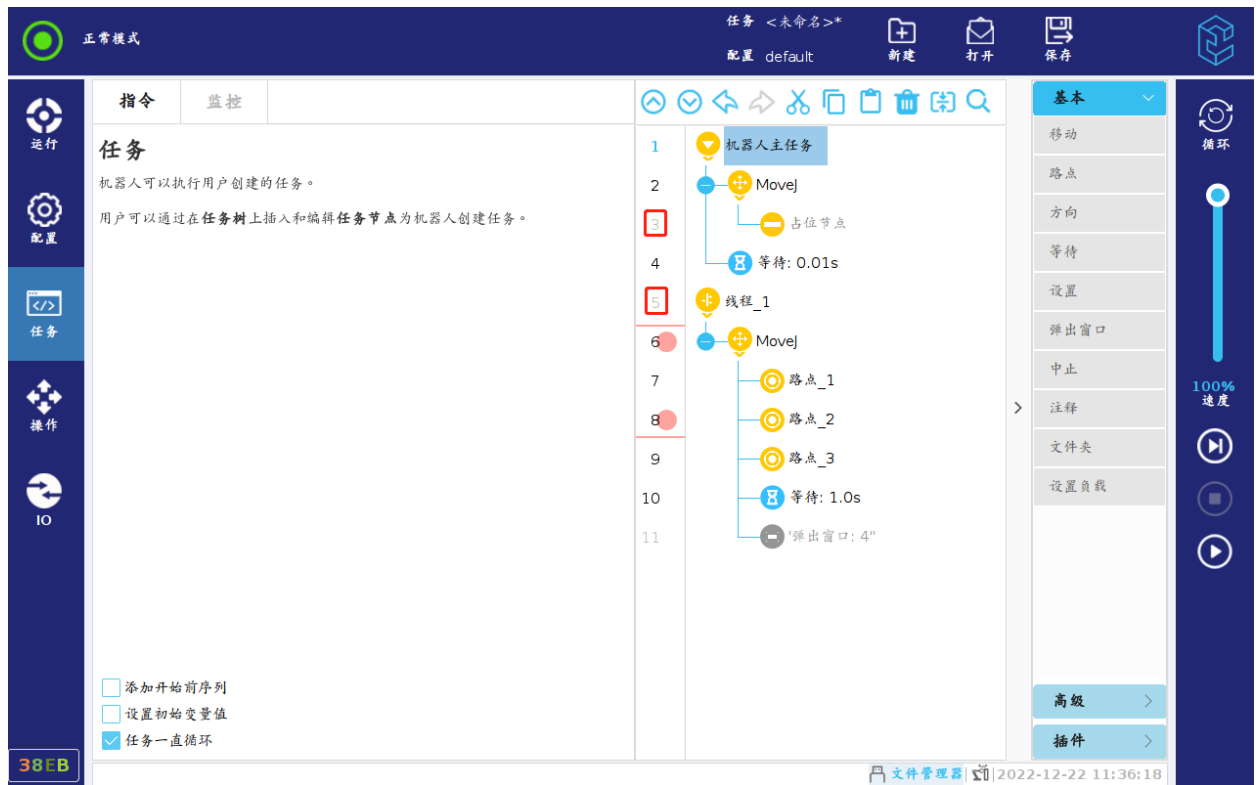 正常模式
任务 <未命名>*
配置 default
新建
打开
保存
运行
配置
任务
操作
IO
38EB
指令 监控
任务
机器人可以执行用户创建的任务。
用户可以通过在任务树上插入和编辑任务节点为机器人创建任务。
添加开始前序列
设置初始变量值
任务一直循环
1 机器人主任务
2 MoveJ
3 占位节点
4 等待: 0.01s
5 线程_1
6 MoveJ
7 路点_1
8 路点_2
9 路点_3
10 等待: 1.0s
11 '弹出窗口: 4"
基本
移动
路点
方向
等待
设置
弹出窗口
中止
注释
文件夹
设置负载
高级
插件
循环
100%
速度
文件管理器
2022-12-22 11:36:18